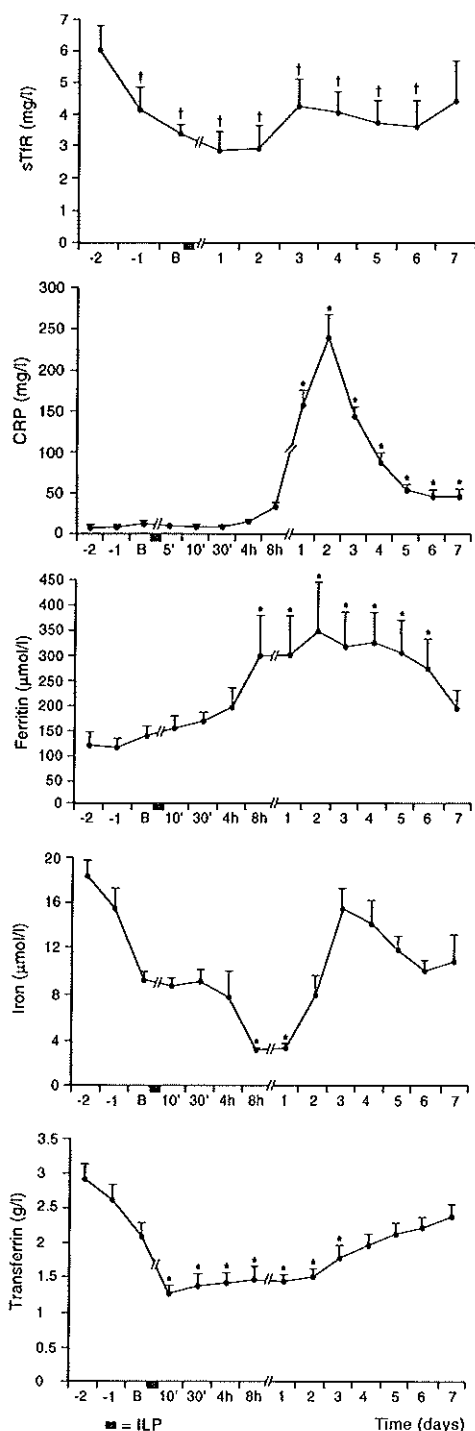 7
6
5
4
3
2
1
0
sTfR (mg/l)
† † † † † † † †
-2 -1 B 1 2 3 4 5 6 7
300
250
200
150
100
50
0
CRP (mg/l)
* * * * * * *
-2 -1 B 5' 10' 30' 4h 8h 1 2 3 4 5 6 7
450
400
350
300
250
200
150
100
50
0
Ferritin (µmol/l)
* * * * * * *
-2 -1 B 10' 30' 4h 8h 1 2 3 4 5 6 7
20
16
12
8
4
0
Iron (µmol/l)
* *
-2 -1 B 10' 30' 4h 8h 1 2 3 4 5 6 7
3.5
3
2.5
2
1.5
1
0.5
0
Transferrin (g/l)
* * * * * * *
-2 -1 B 10' 30' 4h 8h 1 2 3 4 5 6 7
= ILP Time (days)